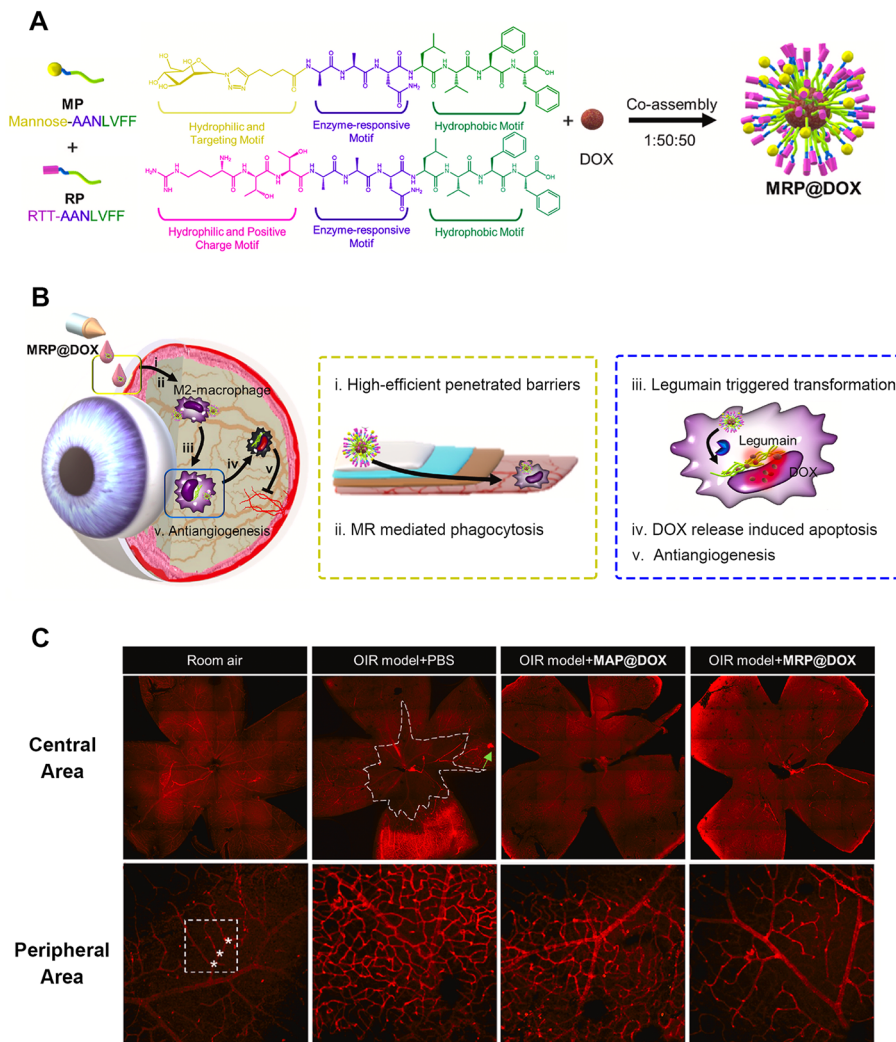 A
MP
Mannose-AANLVFF
+
RP
RTT-AANLVFF
Hydrophilic and
Targeting Motif
Enzyme-responsive
Motif
Hydrophobic Motif
Hydrophilic and Positive
Charge Motif
Enzyme-responsive
Motif
Hydrophobic Motif
+
DOX
Co-assembly
1:50:50
MRP@DOX
B
MRP@DOX
i
ii
M2-macrophage
iii
iv
v
v. Antiangiogenesis
i. High-efficient penetrated barriers
ii. MR mediated phagocytosis
iii. Legumain triggered transformation
Legumain
DOX
iv. DOX release induced apoptosis
v. Antiangiogenesis
C
Room air
OIR model+PBS
OIR model+MAP@DOX
OIR model+MRP@DOX
Central
Area
Peripheral
Area
* * *